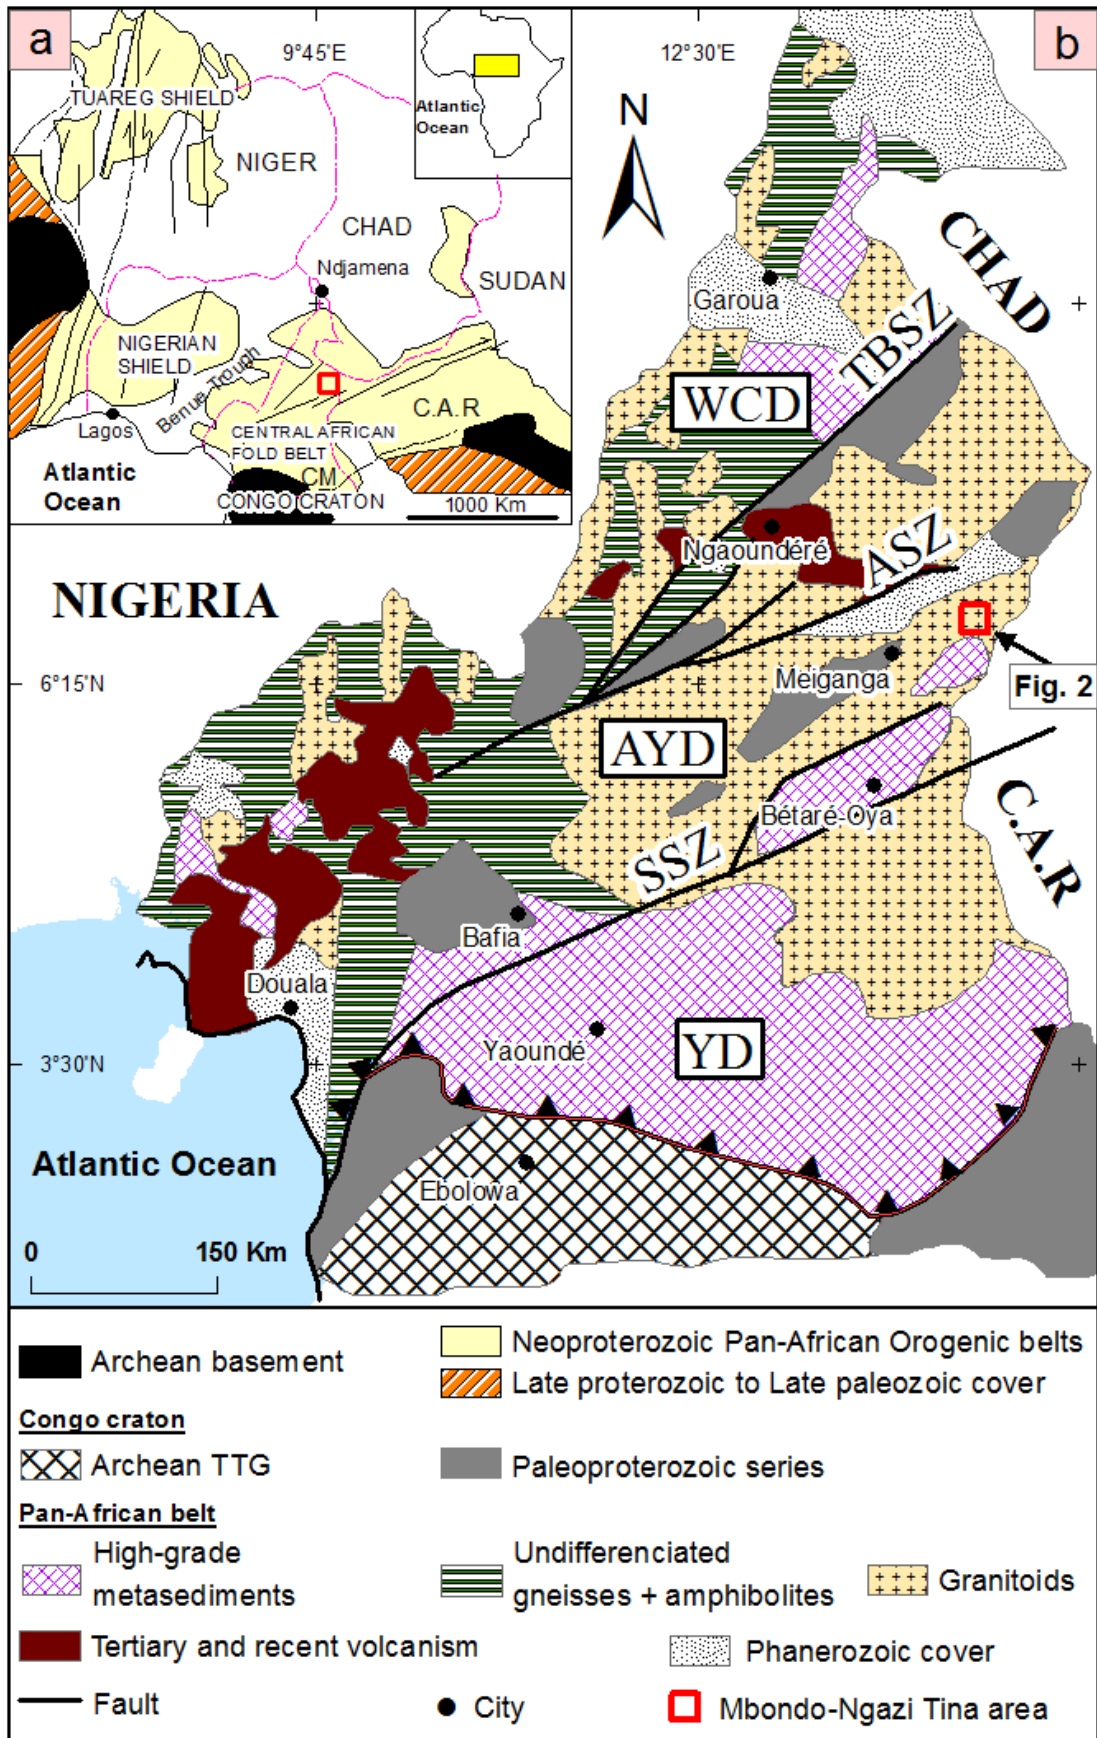 a
9°45'E
TUAREG SHIELD
NIGER
CHAD
Ndjamena
SUDAN
NIGERIAN
SHIELD
Benue Trough
Lagos
C.A.R
CENTRAL AFRICAN
FOLD BELT
CM
CONGO CRATON
Atlantic
Ocean
1000 Km
Atlantic
Ocean
b
12°30'E
N
CHAD
Garoua
TBSZ
WCD
Ngaoundéré
ASZ
NIGERIA
6°15'N
Meiganga
Fig. 2
AYD
Bétaré-Oya
C.A.R
SSZ
Bafia
Douala
Yaoundé
YD
3°30'N
Atlantic Ocean
Ebolowa
0 150 Km
Archean basement
Neoproterozoic Pan-African Orogenic belts
Late proterozoic to Late paleozoic cover
Congo craton
Archean TTG
Paleoproterozoic series
Pan-African belt
High-grade
metasediments
Undifferenciated
gneisses + amphibolites
Granitoids
Tertiary and recent volcanism
Phanerozoic cover
Fault
City
Mbondo-Ngazi Tina area